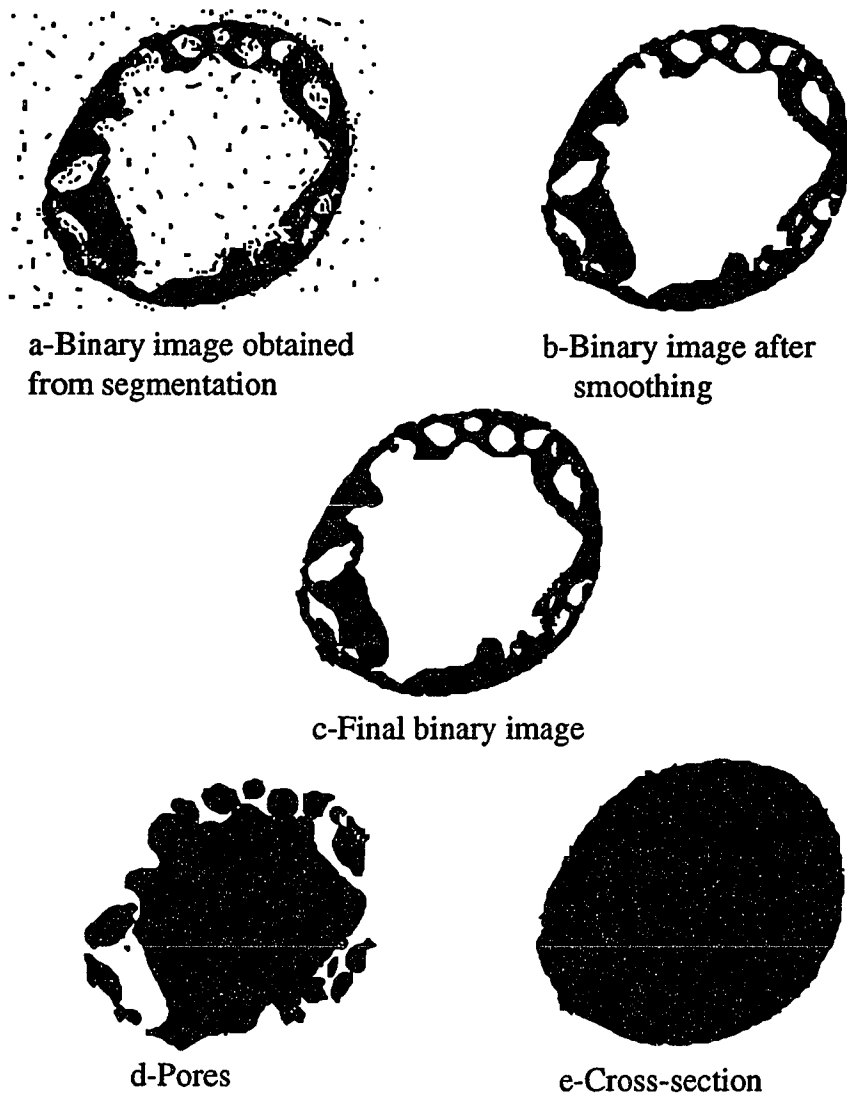 a-Binary image obtained
from segmentation
b-Binary image after
smoothing
c-Final binary image
d-Pores
e-Cross-section